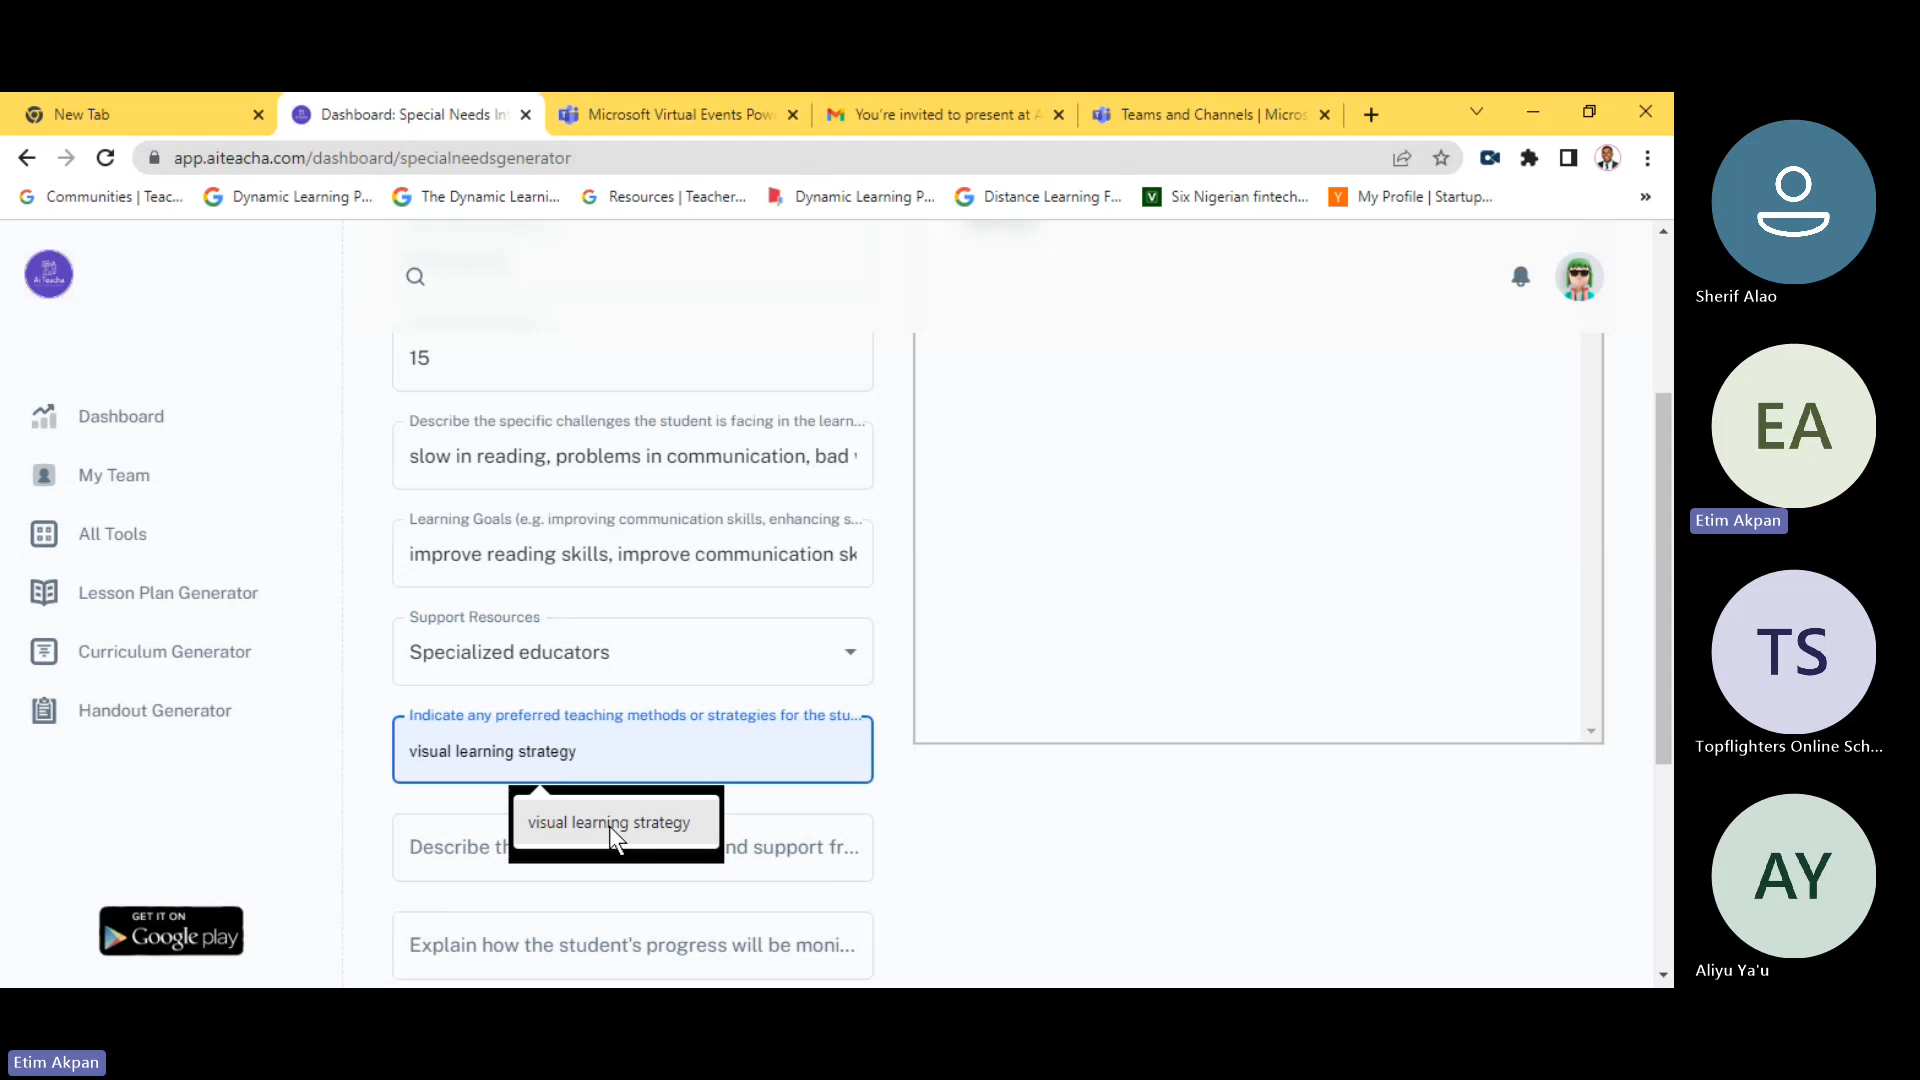 New Tab
Dashboard: Special Needs In
Microsoft Virtual Events Pow
You're invited to present at A
Teams and Channels | Micros
app.aiteacha.com/dashboard/specialneedsgenerator
Communities | Teac...
Dynamic Learning P...
The Dynamic Learni...
Resources | Teacher...
Dynamic Learning P...
Distance Learning F...
Six Nigerian fintech...
My Profile | Startup...
»
Ai Teacha
Dashboard
My Team
All Tools
Lesson Plan Generator
Curriculum Generator
Handout Generator
GET IT ON
Google play
15
Describe the specific challenges the student is facing in the learn...
slow in reading, problems in communication, bad
Learning Goals (e.g. improving communication skills, enhancing s...
improve reading skills, improve communication sk
Support Resources
Specialized educators
Indicate any preferred teaching methods or strategies for the stu...
visual learning strategy
visual learning strategy
Describe th
nd support fr...
Explain how the student's progress will be moni...
Sherif Alao
EA
Etim Akpan
TS
Topflighters Online Sch...
AY
Aliyu Ya'u
Etim Akpan